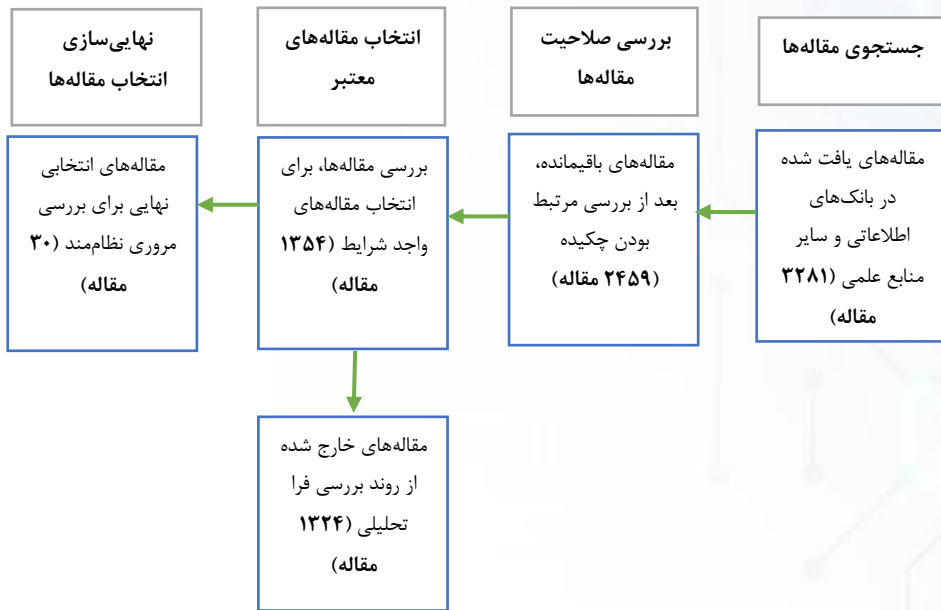 جستجوی مقاله‌ها
بررسی صلاحیت
مقاله‌ها
انتخاب مقاله‌های
معتبر
نهایی‌سازی
انتخاب مقاله‌ها
مقاله‌های یافت شده
در بانک‌های
اطلاعاتی و سایر
منابع علمی (۳۲۸۱
مقاله)
مقاله‌های باقیمانده،
بعد از بررسی مرتبط
بودن چکیده
(۲۴۵۹ مقاله)
بررسی مقاله‌ها، برای
انتخاب مقاله‌های
واجد شرایط (۱۳۵۴
مقاله)
مقاله‌های انتخابی
نهایی برای بررسی
مروری نظام‌مند (۳۰
مقاله)
مقاله‌های خارج شده
از روند بررسی فرا
تحلیلی (۱۳۲۴
مقاله)